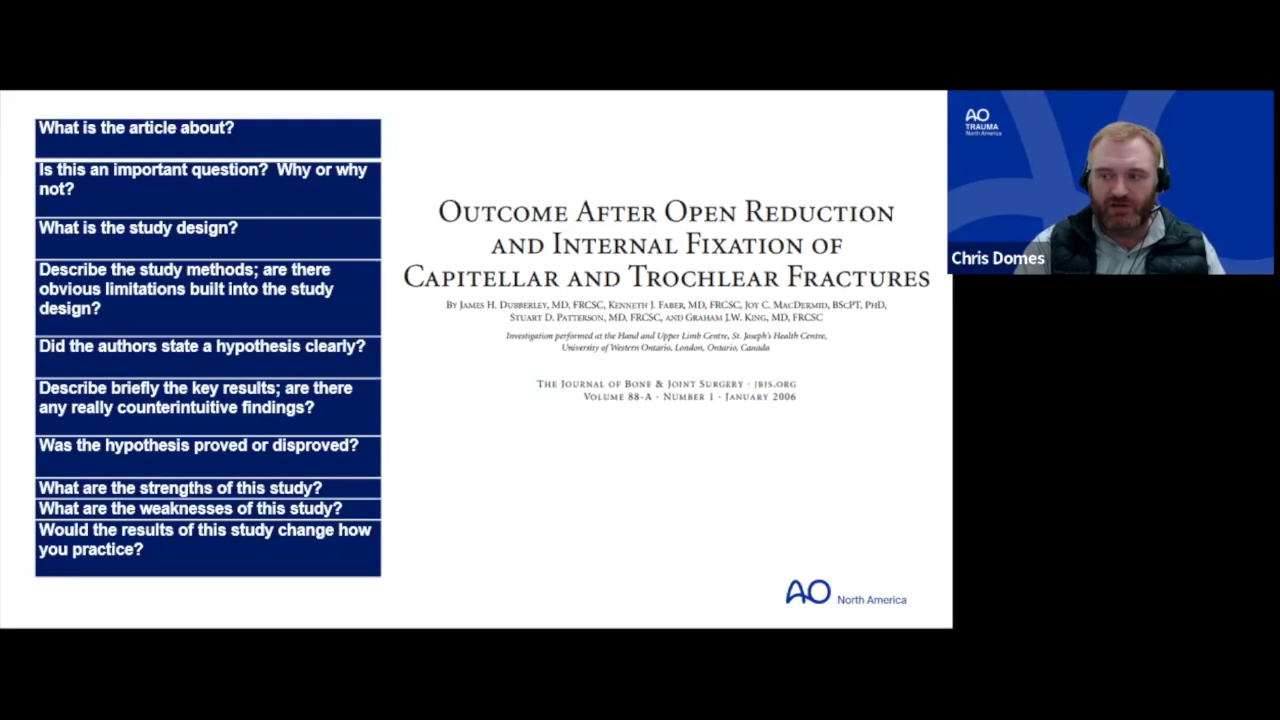 What is the article about?
Is this an important question? Why or why
not?
What is the study design?
Describe the study methods; are there
obvious limitations built into the study
design?
Did the authors state a hypothesis clearly?
Describe briefly the key results; are there
any really counterintuitive findings?
Was the hypothesis proved or disproved?
What are the strengths of this study?
What are the weaknesses of this study?
Would the results of this study change how
you practice?
OUTCOME AFTER OPEN REDUCTION
AND INTERNAL FIXATION OF
CAPITELLAR AND TROCHLEAR FRACTURES
BY JAMES H. DUBBERLEY, MD, FRCSC, KENNETH J. FABER, MD, FRCSC, JOY C. MACDERMID, BSCPT, PHD,
STUART D. PATTERSON, MD, FRCSC, AND GRAHAM J.W. KING, MD, FRCSC
Investigation performed at the Hand and Upper Limb Centre, St. Joseph's Health Centre,
University of Western Ontario, London, Ontario, Canada
THE JOURNAL OF BONE & JOINT SURGERY · JBJS.ORG
VOLUME 88-A · NUMBER 1 · JANUARY 2006
AO North America
AO
TRAUMA
North America
Chris Domes